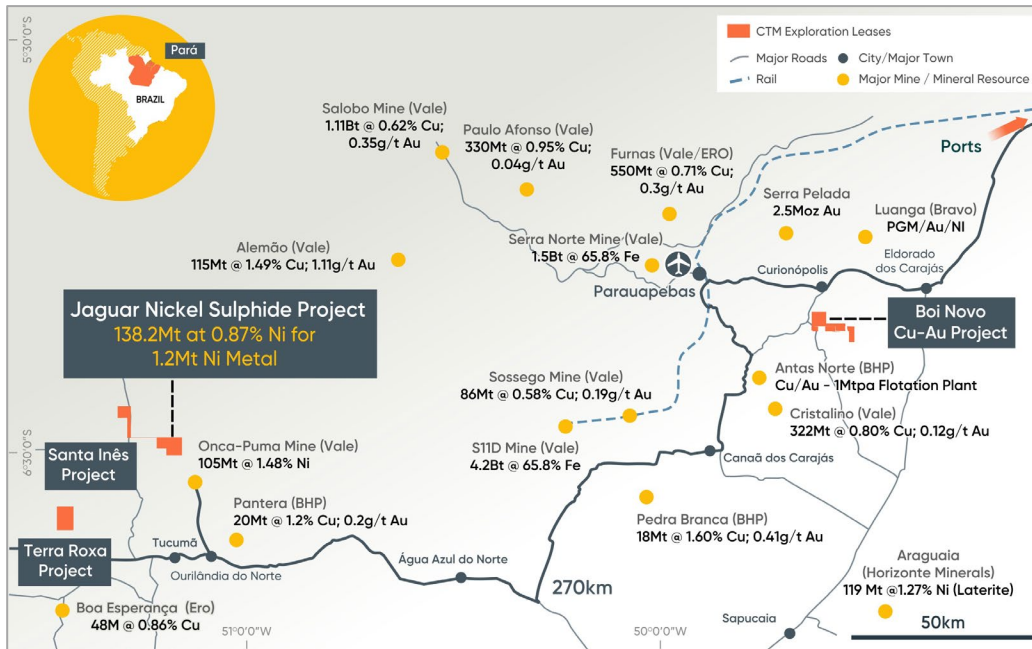 5°30'0"S
Pará
BRAZIL
CTM Exploration Leases
Major Roads
City/Major Town
Rail
Major Mine / Mineral Resource
Ports
Salobo Mine (Vale)
1.11Bt @ 0.62% Cu;
0.35g/t Au
Paulo Afonso (Vale)
330Mt @ 0.95% Cu;
0.04g/t Au
Furnas (Vale/ERO)
550Mt @ 0.71% Cu;
0.3g/t Au
Serra Pelada
2.5Moz Au
Luanga (Bravo)
PGM/Au/NI
Alemão (Vale)
115Mt @ 1.49% Cu; 1.11g/t Au
Serra Norte Mine (Vale)
1.5Bt @ 65.8% Fe
Parauapebas
Curionópolis
Eldorado
dos Carajás
Jaguar Nickel Sulphide Project
138.2Mt at 0.87% Ni for
1.2Mt Ni Metal
Boi Novo
Cu-Au Project
Sossego Mine (Vale)
86Mt @ 0.58% Cu; 0.19g/t Au
Antas Norte (BHP)
Cu/Au - 1Mtpa Flotation Plant
Cristalino (Vale)
322Mt @ 0.80% Cu; 0.12g/t Au
6°30'0"S
Santa Inês
Project
Onca-Puma Mine (Vale)
105Mt @ 1.48% Ni
S11D Mine (Vale)
4.2Bt @ 65.8% Fe
Canaã dos Carajás
Pantera (BHP)
20Mt @ 1.2% Cu; 0.2g/t Au
Pedra Branca (BHP)
18Mt @ 1.60% Cu; 0.41g/t Au
Terra Roxa
Project
Tucumã
Ourilândia do Norte
Água Azul do Norte
270km
Araguaia
(Horizonte Minerals)
119 Mt @1.27% Ni (Laterite)
Boa Esperança (Ero)
48M @ 0.86% Cu
51°0'0"W
50°0'0"W
Sapucaia
50km